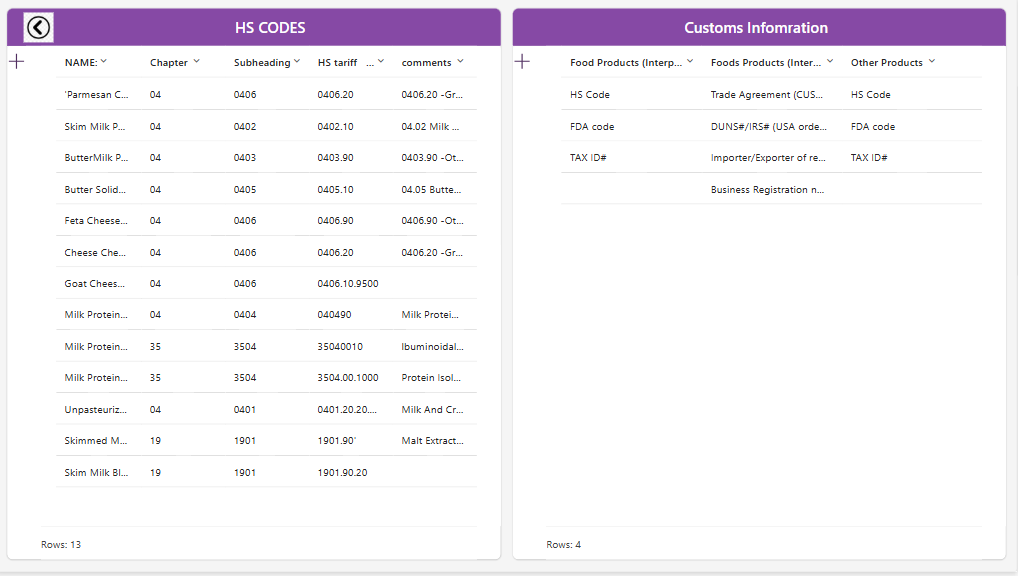 HS CODES
NAME: Chapter Subheading HS tariff ... comments
'Parmesan C... 04 0406 0406.20 0406.20 -Gr...
Skim Milk P... 04 0402 0402.10 04.02 Milk ...
ButterMilk P... 04 0403 0403.90 0403.90 -Ot...
Butter Solid... 04 0405 0405.10 04.05 Butte...
Feta Cheese... 04 0406 0406.90 0406.90 -Ot...
Cheese Che... 04 0406 0406.20 0406.20 -Gr...
Goat Chees... 04 0406 0406.10.9500
Milk Protein... 04 0404 040490 Milk Protei...
Milk Protein... 35 3504 35040010 Ibuminoidal...
Milk Protein... 35 3504 3504.00.1000 Protein Isol...
Unpasteuriz... 04 0401 0401.20.20.... Milk And Cr...
Skimmed M... 19 1901 1901.90' Malt Extract...
Skim Milk Bl... 19 1901 1901.90.20
Rows: 13
Customs Infomration
Food Products (Interp... Foods Products (Inter... Other Products
HS Code Trade Agreement (CUS... HS Code
FDA code DUNS#/IRS# (USA orde... FDA code
TAX ID# Importer/Exporter of re... TAX ID#
Business Registration n...
Rows: 4